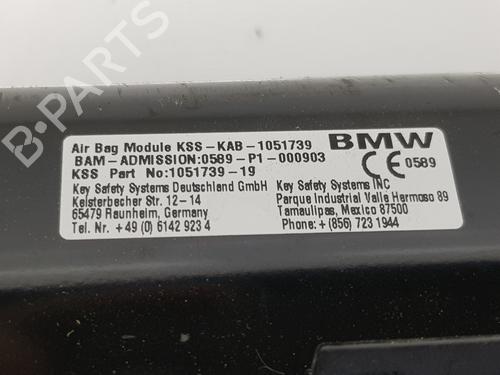 Air Bag Module KSS-KAB-1051739
BMW
BAM-ADMISSION:0589-P1-000903
CE 0589
KSS Part No:1051739-19
Key Safety Systems Deutschland GmbH
Kelsterbacher Str. 12-14
65479 Raunheim, Germany
Tel. Nr. +49 (0) 6142 923 4
Key Safety Systems INC
Parque Industrial Valle Hermoso 89
Tamaulipas, Mexico 87500
Phone: +(856) 723 1944
B-PARTS